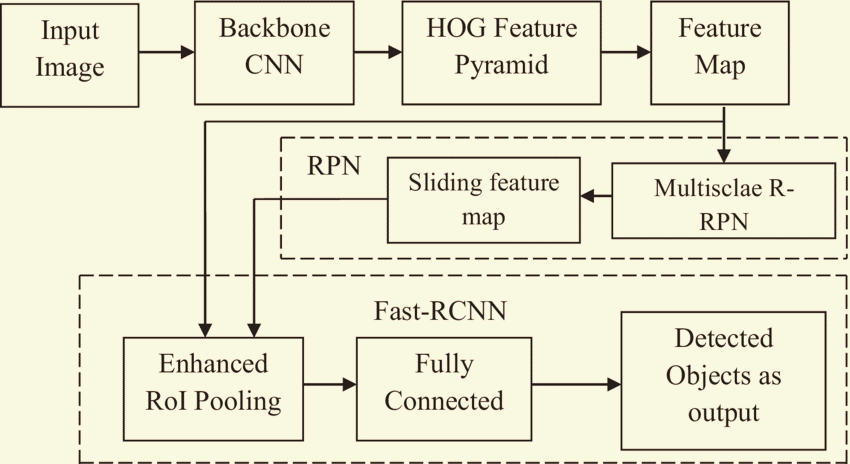 Input
Image
Backbone
CNN
HOG Feature
Pyramid
Feature
Map
RPN
Sliding feature
map
Multisclae R-
RPN
Fast-RCNN
Enhanced
RoI Pooling
Fully
Connected
Detected
Objects as
output